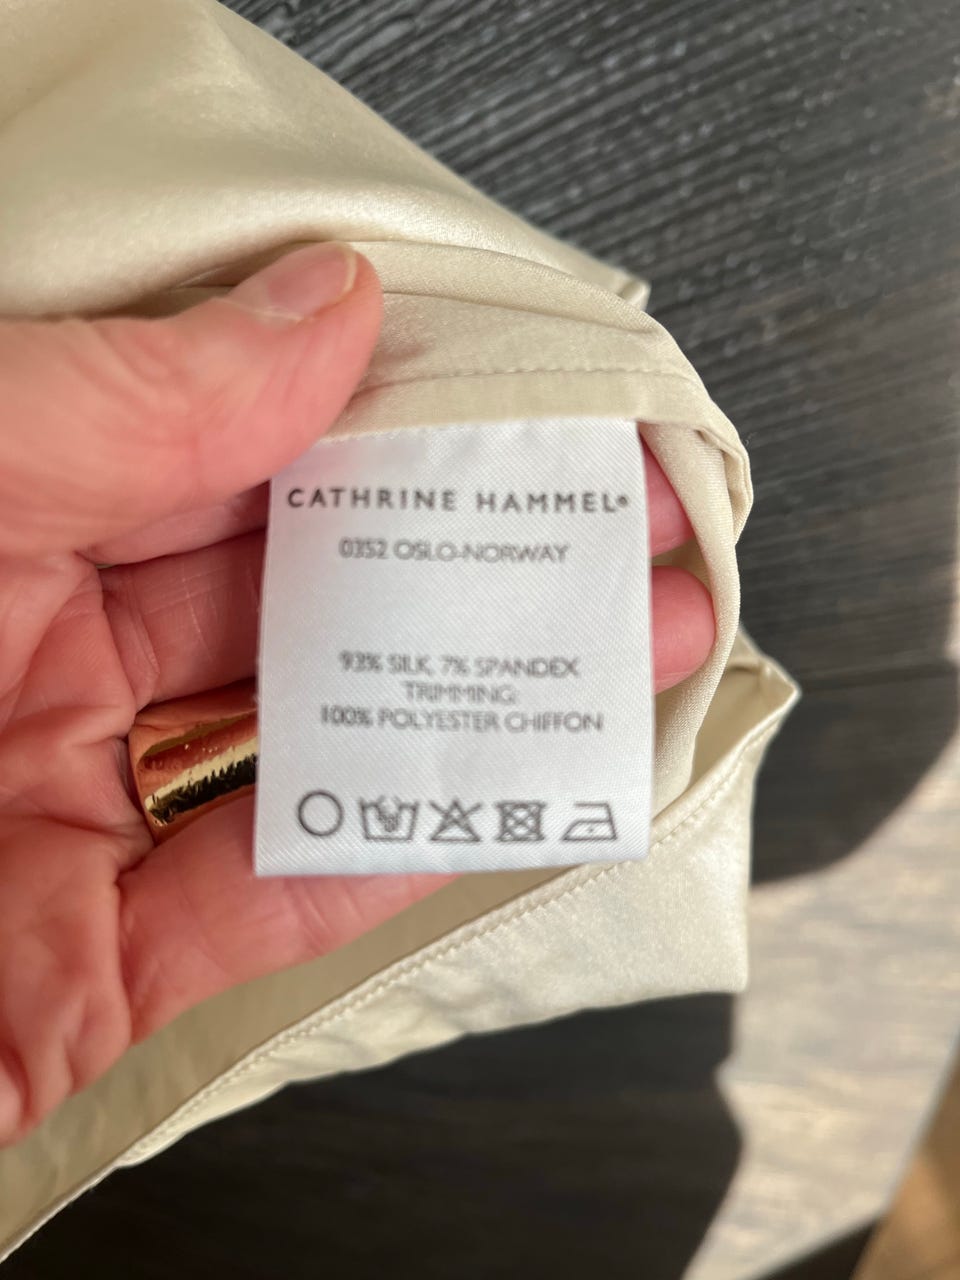 CATHRINE HAMMEL®
0352 OSLO-NORWAY
93% SILK, 7% SPANDEX
TRIMMING:
100% POLYESTER CHIFFON